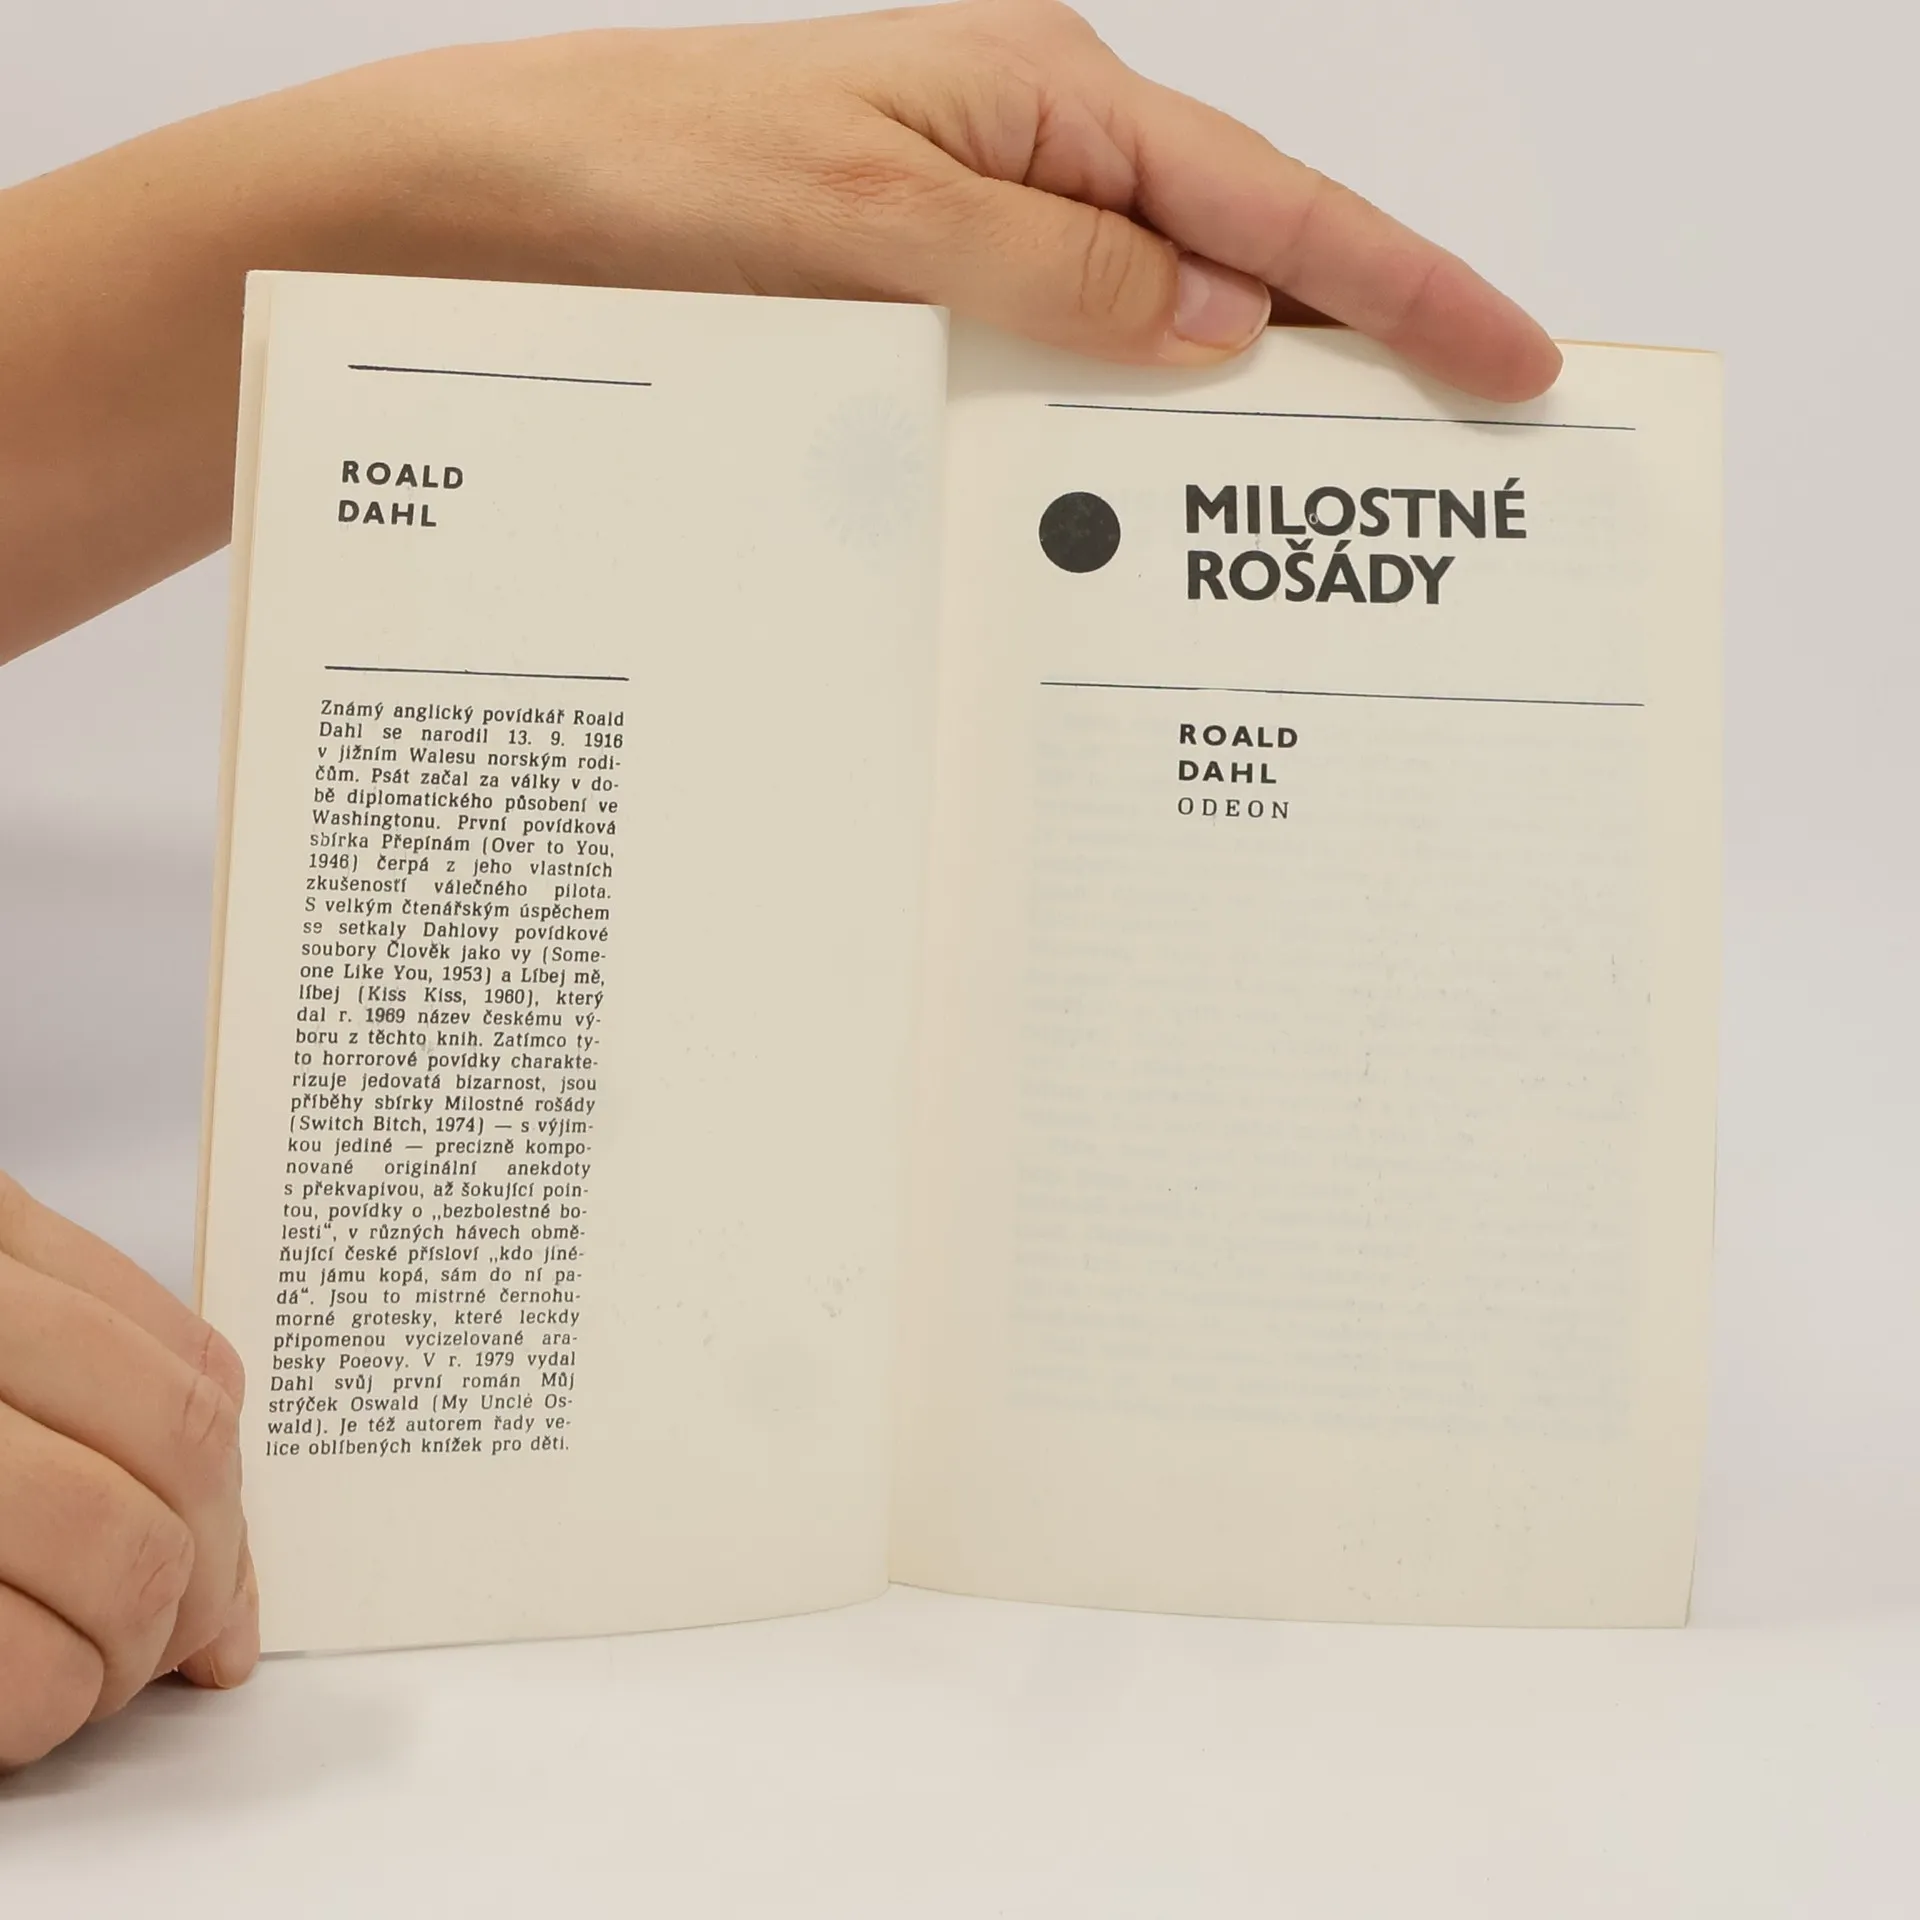 ROALD
DAHL
Známý anglický povídkář Roald
Dahl se narodil 13. 9. 1916
v jižním Walesu norským rodi-
čům. Psát začal za války v do-
bě diplomatického působení ve
Washingtonu. První povídková
sbírka Přepínám (Over to You,
1946) čerpá z jeho vlastních
zkušeností válečného pilota.
S velkým čtenářským úspěchem
se setkaly Dahlovy povídkové
soubory Člověk jako vy (Some-
one Like You, 1953) a Líbej mě,
líbej (Kiss Kiss, 1960), který
dal r. 1969 název českému vý-
boru z těchto knih. Zatímco ty-
to horrorové povídky charakte-
rizuje jedovatá bizarnost, jsou
příběhy sbírky Milostné rošády
(Switch Bitch, 1974) — s výjim-
kou jediné — precizně kompo-
nované originální anekdoty
s překvapivou, až šokující poin-
tou, povídky o „bezbolestné bo-
lesti“, v různých hávech obmě-
ňující české přísloví „kdo jiné-
mu jámu kopá, sám do ní pa-
dá“. Jsou to mistrné černohu-
morné grotesky, které leckdy
připomenou vycizelované ara-
besky Poeovy. V r. 1979 vydal
Dahl svůj první román Můj
strýček Oswald (My Uncle Os-
wald). Je též autorem řady ve-
lice oblíbených knížek pro děti.
MILOSTNÉ
ROŠÁDY
ROALD
DAHL
ODEON